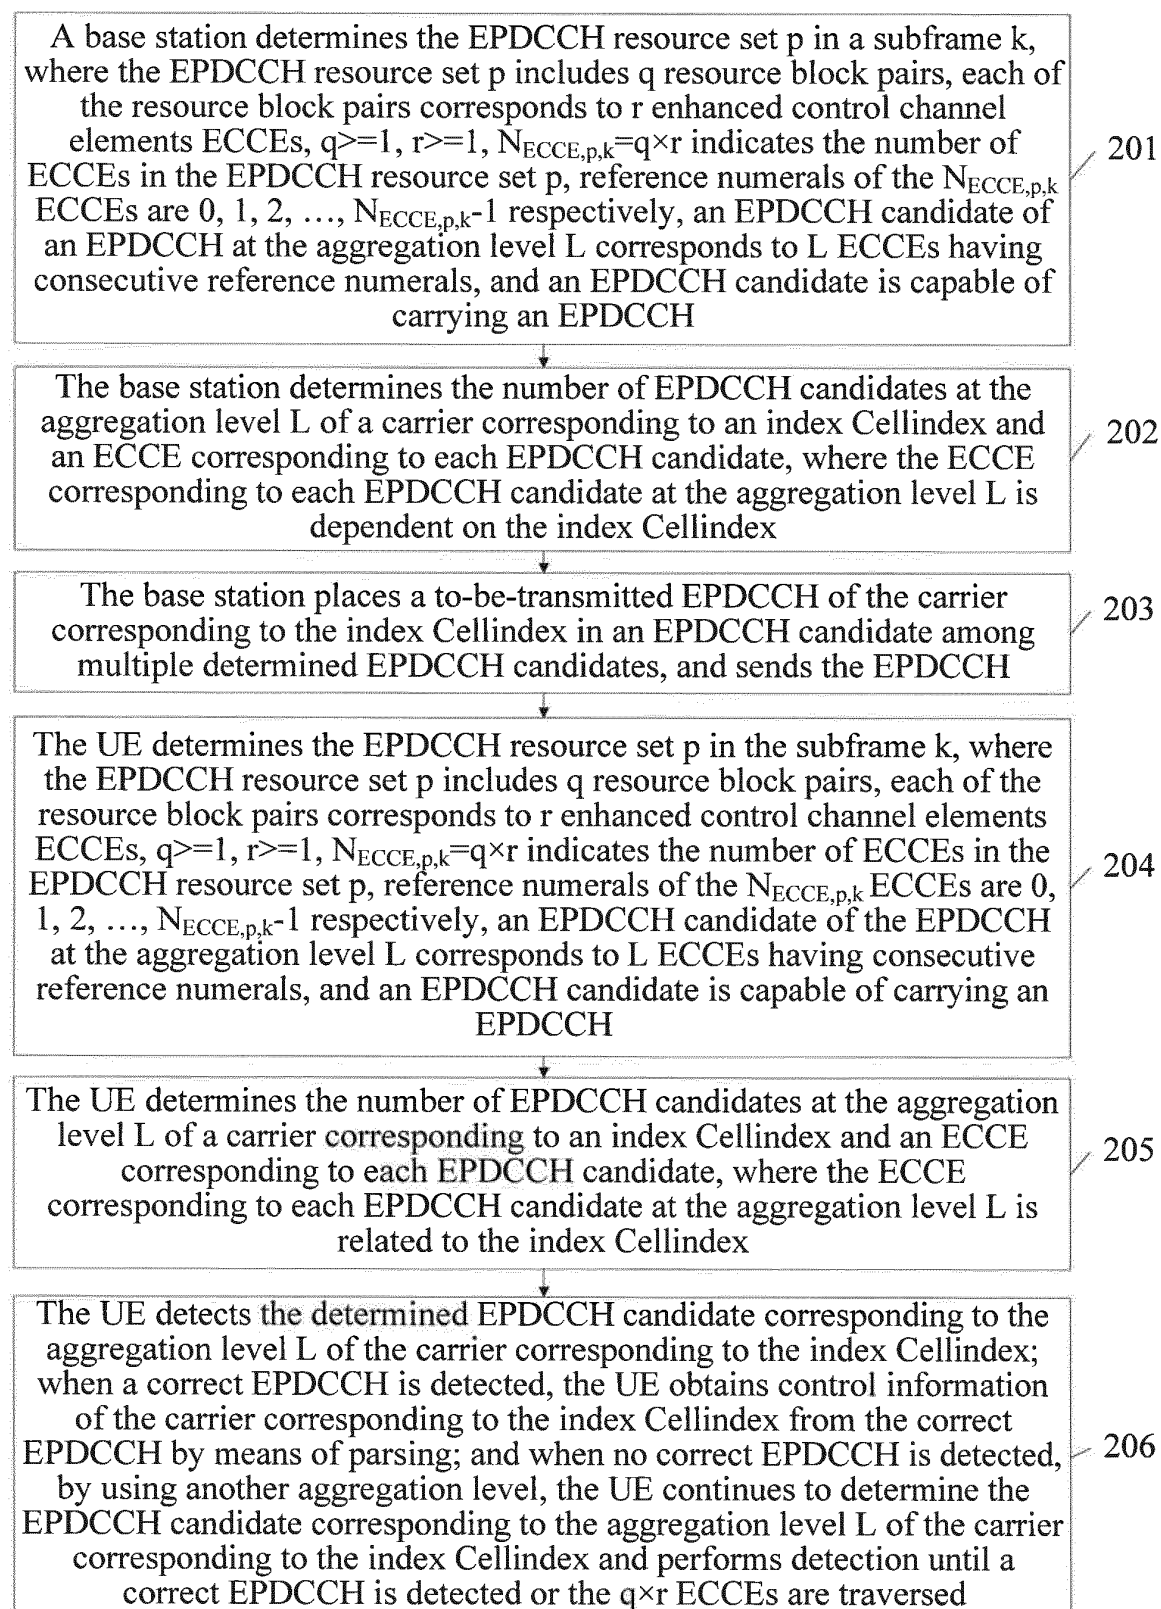 A base station determines the EPDCCH resource set p in a subframe k,
where the EPDCCH resource set p includes q resource block pairs, each of
the resource block pairs corresponds to r enhanced control channel
elements ECCEs, q>=1, r>=1, N_ECCE,p,k=q×r indicates the number of
ECCEs in the EPDCCH resource set p, reference numerals of the N_ECCE,p,k
ECCEs are 0, 1, 2, ..., N_ECCE,p,k-1 respectively, an EPDCCH candidate of
an EPDCCH at the aggregation level L corresponds to L ECCEs having
consecutive reference numerals, and an EPDCCH candidate is capable of
carrying an EPDCCH
201
The base station determines the number of EPDCCH candidates at the
aggregation level L of a carrier corresponding to an index Cellindex and
an ECCE corresponding to each EPDCCH candidate, where the ECCE
corresponding to each EPDCCH candidate at the aggregation level L is
dependent on the index Cellindex
202
The base station places a to-be-transmitted EPDCCH of the carrier
corresponding to the index Cellindex in an EPDCCH candidate among
multiple determined EPDCCH candidates, and sends the EPDCCH
203
The UE determines the EPDCCH resource set p in the subframe k, where
the EPDCCH resource set p includes q resource block pairs, each of the
resource block pairs corresponds to r enhanced control channel elements
ECCEs, q>=1, r>=1, N_ECCE,p,k=q×r indicates the number of ECCEs in the
EPDCCH resource set p, reference numerals of the N_ECCE,p,k ECCEs are 0,
1, 2, ..., N_ECCE,p,k-1 respectively, an EPDCCH candidate of the EPDCCH
at the aggregation level L corresponds to L ECCEs having consecutive
reference numerals, and an EPDCCH candidate is capable of carrying an
EPDCCH
204
The UE determines the number of EPDCCH candidates at the aggregation
level L of a carrier corresponding to an index Cellindex and an ECCE
corresponding to each EPDCCH candidate, where the ECCE
corresponding to each EPDCCH candidate at the aggregation level L is
related to the index Cellindex
205
The UE detects the determined EPDCCH candidate corresponding to the
aggregation level L of the carrier corresponding to the index Cellindex;
when a correct EPDCCH is detected, the UE obtains control information
of the carrier corresponding to the index Cellindex from the correct
EPDCCH by means of parsing; and when no correct EPDCCH is detected,
by using another aggregation level, the UE continues to determine the
EPDCCH candidate corresponding to the aggregation level L of the carrier
corresponding to the index Cellindex and performs detection until a
correct EPDCCH is detected or the q×r ECCEs are traversed
206